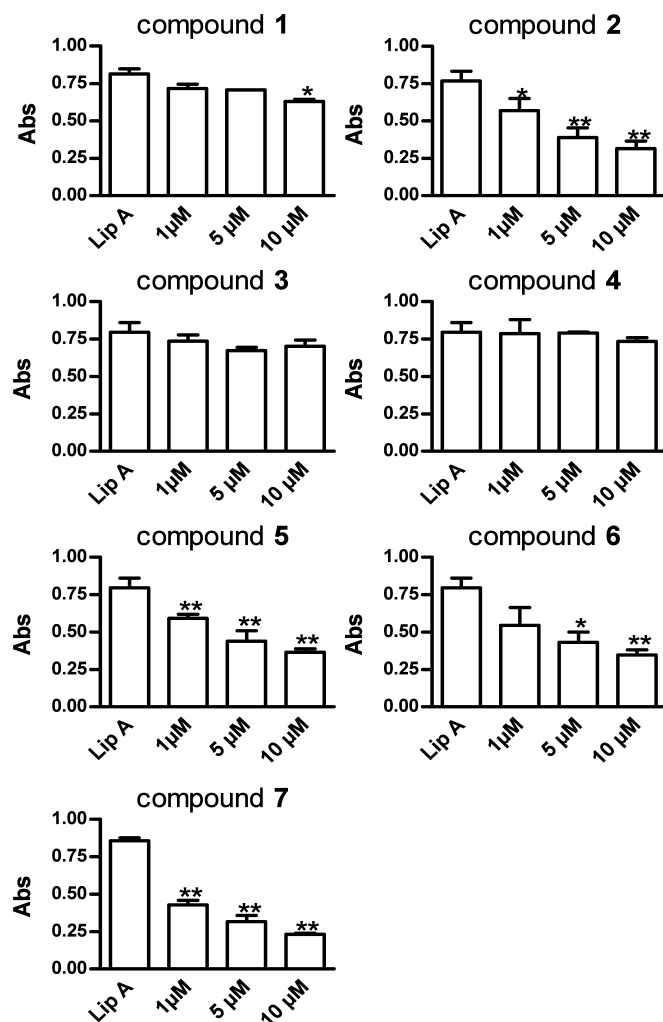 compound 1
1.00
0.75
0.50
0.25
0.00
Abs
*
Lip A
1µM
5 µM
10 µM
compound 2
1.00
0.75
0.50
0.25
0.00
Abs
*
**
**
Lip A
1µM
5 µM
10 µM
compound 3
1.00
0.75
0.50
0.25
0.00
Abs
Lip A
1µM
5 µM
10 µM
compound 4
1.00
0.75
0.50
0.25
0.00
Abs
Lip A
1µM
5 µM
10 µM
compound 5
1.00
0.75
0.50
0.25
0.00
Abs
**
**
**
Lip A
1µM
5 µM
10 µM
compound 6
1.00
0.75
0.50
0.25
0.00
Abs
*
**
Lip A
1µM
5 µM
10 µM
compound 7
1.00
0.75
0.50
0.25
0.00
Abs
**
**
**
Lip A
1µM
5 µM
10 µM